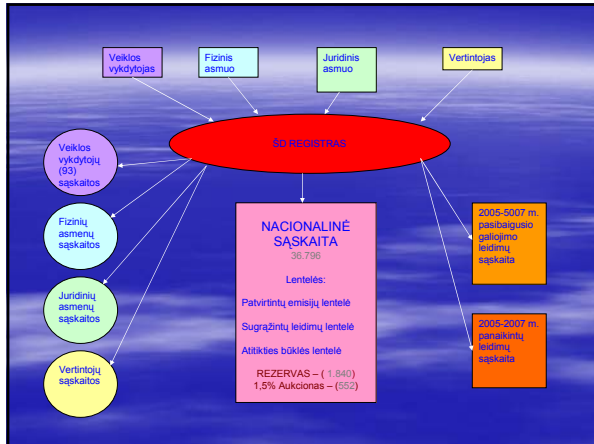 Veiklos
vykdytojas
Fizinis
asmuo
Juridinis
asmuo
Vertintojas
ŠD REGISTRAS
Veiklos
vykdytojų
(93)
sąskaitos
Fizinių
asmenų
sąskaitos
Juridinių
asmenų
sąskaitos
Vertintojų
sąskaitos
NACIONALINĖ
SĄSKAITA
36.796
Lentelės:
Patvirtintų emisijų lentelė
Sugrąžintų leidimų lentelė
Atitikties būklės lentelė
REZERVAS – ( 1.840)
1,5% Aukcionas – (552)
2005-5007 m.
pasibaigusio
galiojimo
leidimų
sąskaita
2005-2007 m.
panaikintų
leidimų
sąskaita